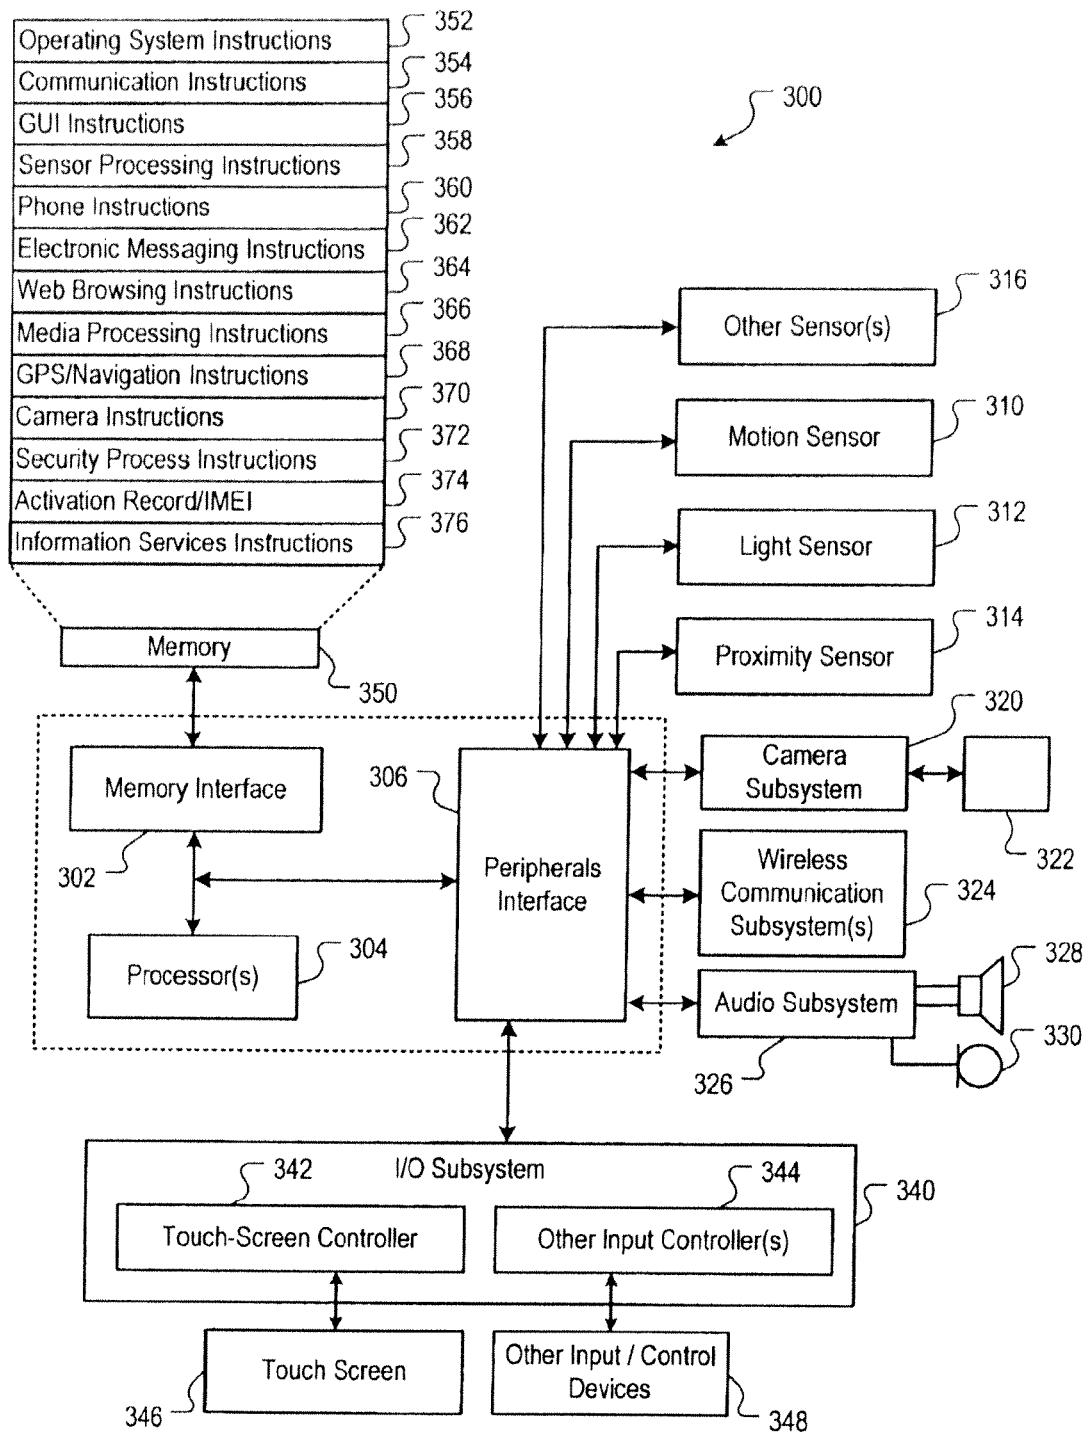 352
Operating System Instructions
354
Communication Instructions
356
GUI Instructions
358
Sensor Processing Instructions
360
Phone Instructions
362
Electronic Messaging Instructions
364
Web Browsing Instructions
366
Media Processing Instructions
368
GPS/Navigation Instructions
370
Camera Instructions
372
Security Process Instructions
374
Activation Record/IMEI
376
Information Services Instructions
300
316
Other Sensor(s)
310
Motion Sensor
312
Light Sensor
314
Proximity Sensor
Memory
350
320
Camera
Subsystem
322
Memory Interface
302
306
Peripherals
Interface
Wireless
Communication
Subsystem(s)
324
304
Processor(s)
328
Audio Subsystem
326
330
I/O Subsystem
342
344
340
Touch-Screen Controller
Other Input Controller(s)
Touch Screen
346
Other Input / Control
Devices
348